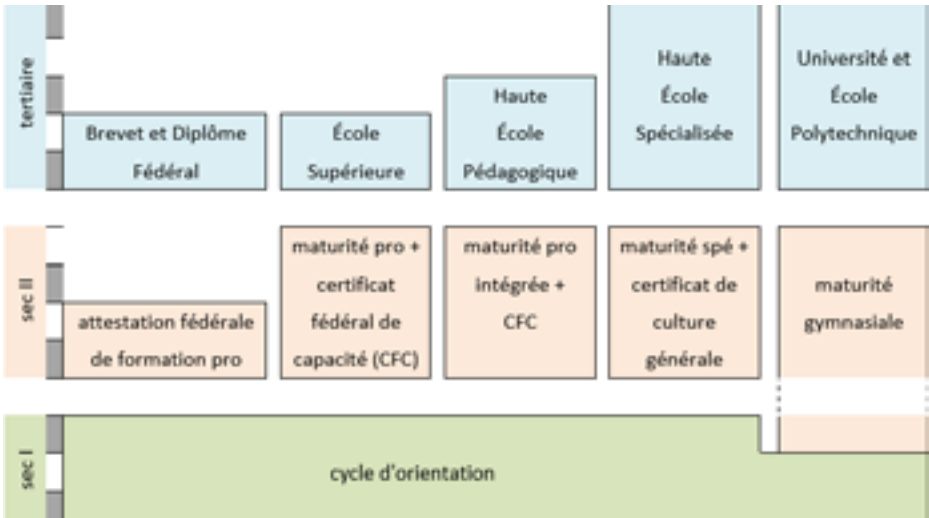 tertiaire
Brevet et Diplôme
Fédéral
École
Supérieure
Haute
École
Pédagogique
Haute
École
Spécialisée
Université et
École
Polytechnique
sec II
attestation fédérale
de formation pro
maturité pro +
certificat
fédéral de
capacité (CFC)
maturité pro
intégrée +
CFC
maturité spé +
certificat de
culture
générale
maturité
gymnasiale
sec I
cycle d'orientation